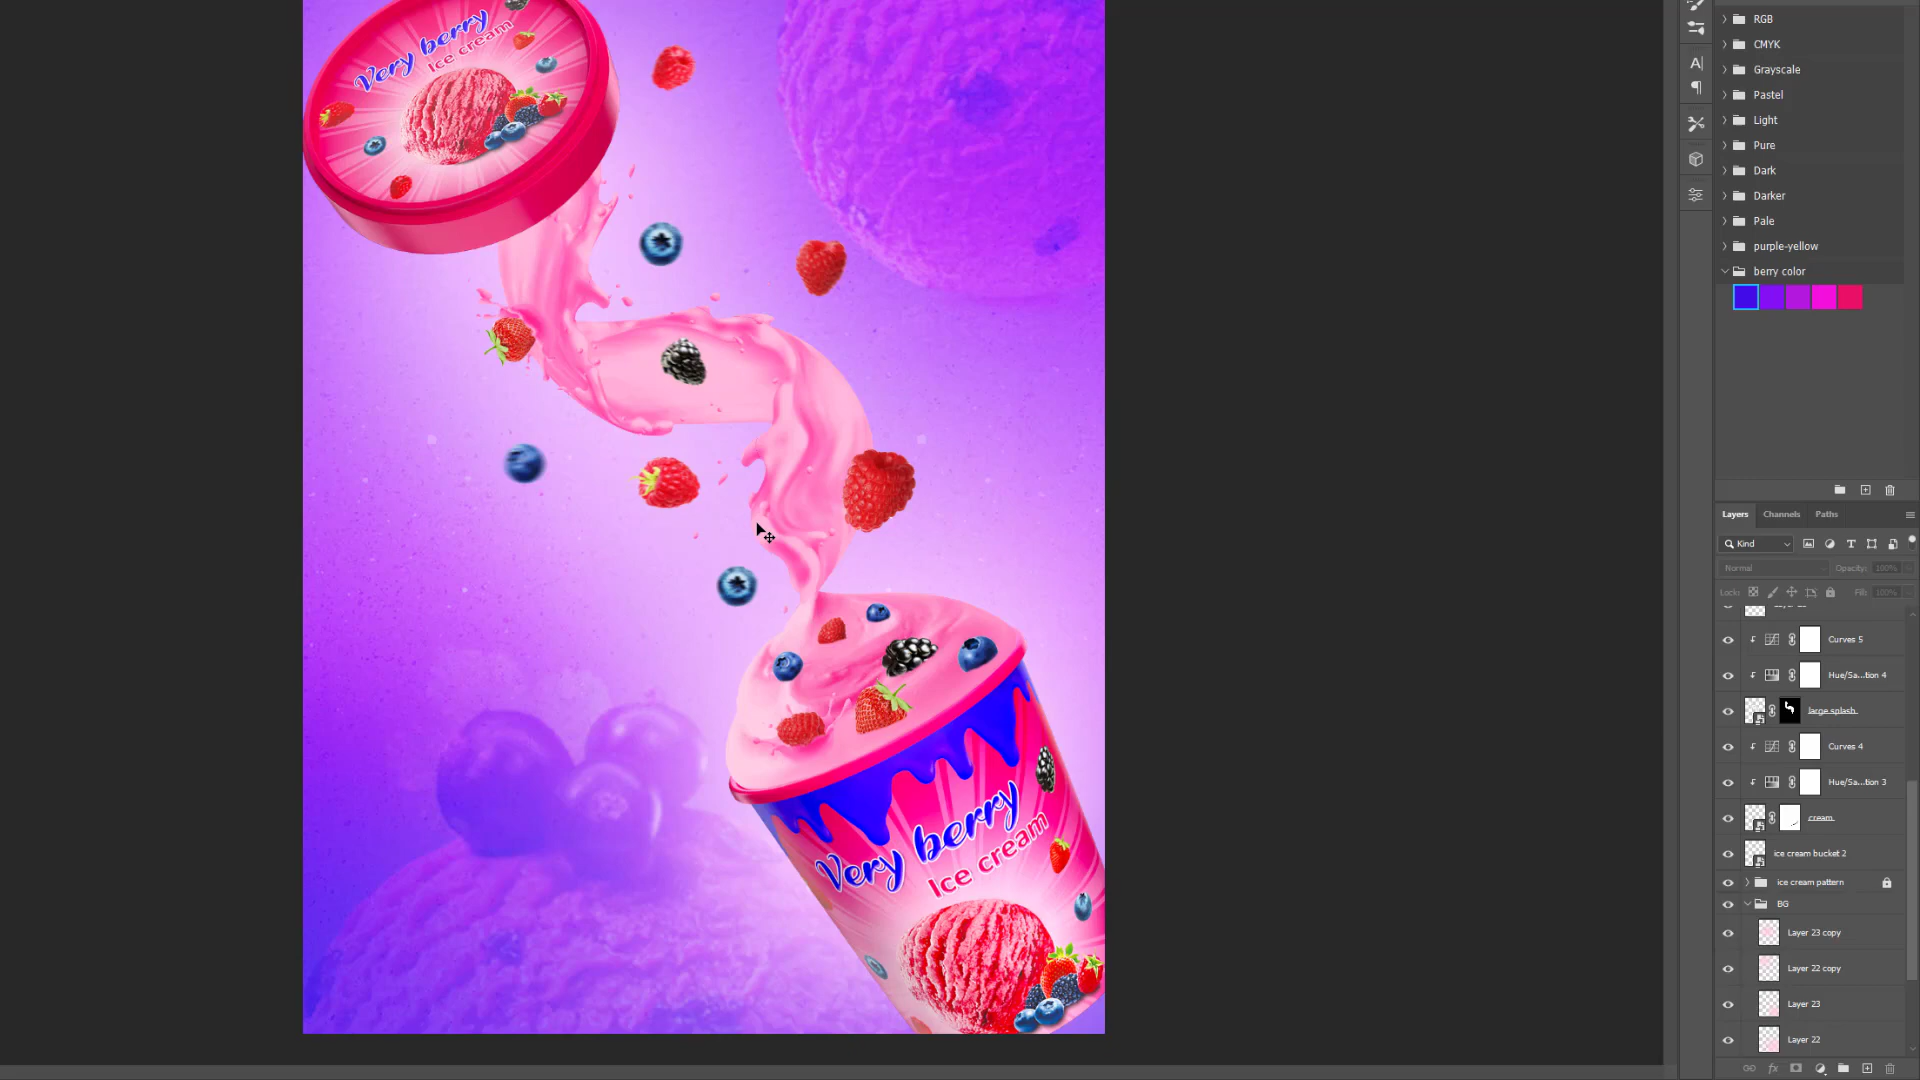 RGB
CMYK
Grayscale
Pastel
Light
Pure
Dark
Darker
Pale
purple-yellow
berry color
Very berry
Ice cream
Very berry
Ice cream
Layers
Channels
Paths
Kind
Normal
Opacity: 100%
Lock:
Fill: 100%
Curves 5
Hue/Sa...tion 4
large splash
Curves 4
Hue/Sa...tion 3
cream
ice cream bucket 2
ice cream pattern
BG
Layer 23 copy
Layer 22 copy
Layer 23
Layer 22